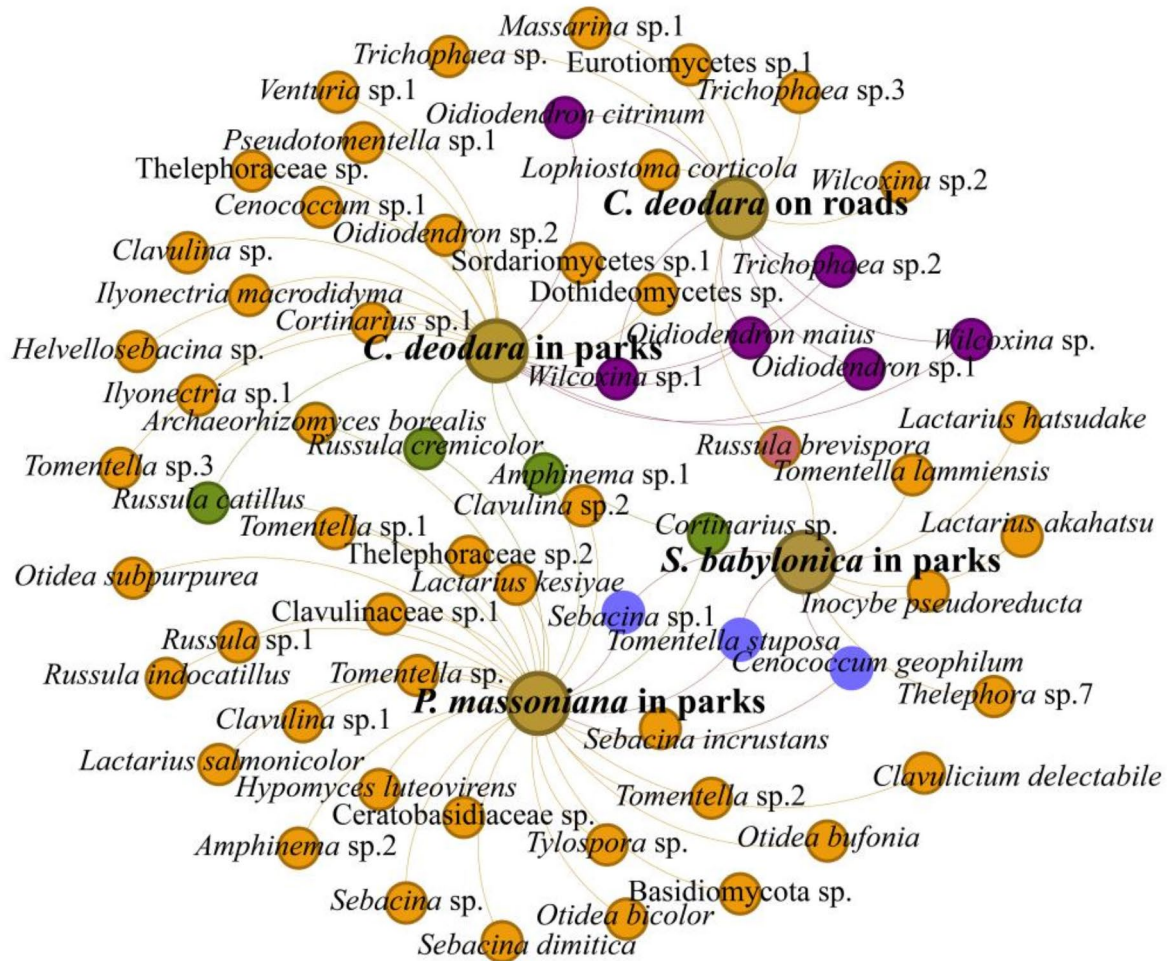 Massarina sp.1
Trichophaea sp.
Eurotiomycetes sp.1
Venturia sp.1
Trichophaea sp.3
Oidiodendron citrinum
Pseudotomentella sp.1
Thelephoraceae sp.
Lophiostoma corticola
Wilcoxina sp.2
Cenococcum sp.1
C. deodara on roads
Oidiodendron sp.2
Clavulina sp.
Sordariomycetes sp.1
Trichophaea sp.2
Ilyonectria macrodidyma
Dothideomycetes sp.
Cortinarius sp.1
Oidiodendron maius
Wilcoxina sp.
Helvellosebacina sp.
C. deodara in parks
Wilcoxina sp.1
Oidiodendron sp.1
Ilyonectria sp.1
Archaeorhizomyces borealis
Lactarius hatsudake
Russula cremicolor
Russula brevispora
Tomentella sp.3
Amphinema sp.1
Tomentella lammiensis
Russula catillus
Clavulina sp.2
Tomentella sp.1
Cortinarius sp.
Lactarius akahatsu
Thelephoraceae sp.2
S. babylonica in parks
Otidea subpurpurea
Lactarius kesiyae
Inocybe pseudoreducta
Clavulinaceae sp.1
Sebacina sp.1
Russula sp.1
Tomentella stuposa
Cenococcum geophilum
Russula indocatillus
Tomentella sp.
Thelephora sp.7
P. massoniana in parks
Clavulina sp.1
Sebacina incrustans
Lactarius salmonicolor
Clavulicium delectabile
Hypomyces luteovirens
Tomentella sp.2
Ceratobasidiaceae sp.
Otidea bufonia
Amphinema sp.2
Tylospora sp.
Sebacina sp.
Basidiomycota sp.
Otidea bicolor
Sebacina dimitica